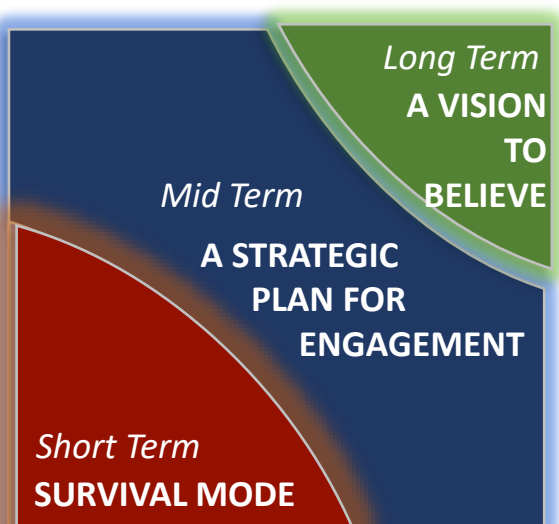 Long Term
A VISION
TO
BELIEVE
Mid Term
A STRATEGIC
PLAN FOR
ENGAGEMENT
Short Term
SURVIVAL MODE